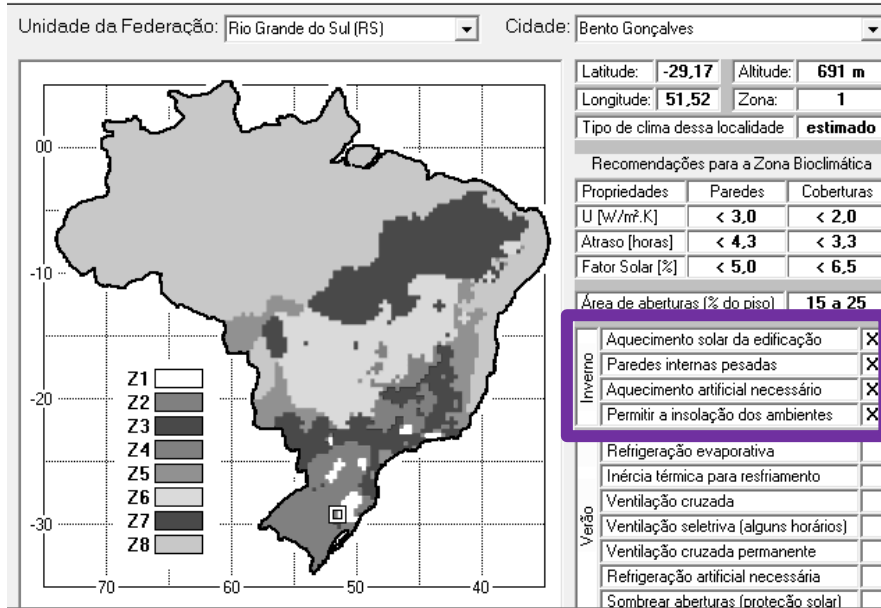 Unidade da Federação: Rio Grande do Sul (RS) Cidade: Bento Gonçalves
Latitude: -29,17 Altitude: 691 m
Longitude: 51,52 Zona: 1
Tipo de clima dessa localidade estimado
Recomendações para a Zona Bioclimática
Propriedades Paredes Coberturas
U [W/m².K] < 3,0 < 2,0
Atraso [horas] < 4,3 < 3,3
Fator Solar [%] < 5,0 < 6,5
Área de aberturas (% do piso) 15 a 25
Inverno
Aquecimento solar da edificação X
Paredes internas pesadas X
Aquecimento artificial necessário X
Permitir a insolação dos ambientes X
Verão
Refrigeração evaporativa
Inércia térmica para resfriamento
Ventilação cruzada
Ventilação seletiva (alguns horários)
Ventilação cruzada permanente
Refrigeração artificial necessária
Sombrear aberturas (proteção solar)
00
-10
-20
-30
Z1
Z2
Z3
Z4
Z5
Z6
Z7
Z8
-70 -60 -50 -40